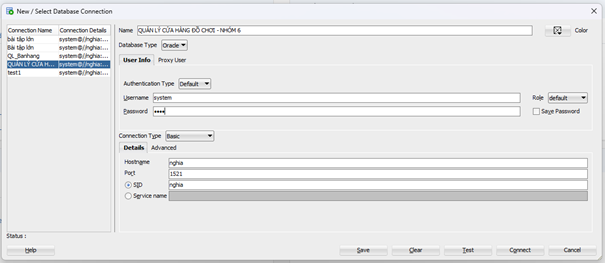 New / Select Database Connection
Connection Name Connection Details
bài tập lớn system@//nghia:...
Bài tập lớn system@//nghia:...
QL_Banhang system@//nghia:...
QUẢN LÝ CỬA H... system@//nghia:...
test1 system@//nghia:...
Name QUẢN LÝ CỬA HÀNG ĐỒ CHƠI - NHÓM 6 Color
Database Type Oracle
User Info Proxy User
Authentication Type Default
Username system Role default
Password •••• Save Password
Connection Type Basic
Details Advanced
Hostname nghia
Port 1521
SID nghia
Service name
Status :
Help Save Clear Test Connect Cancel